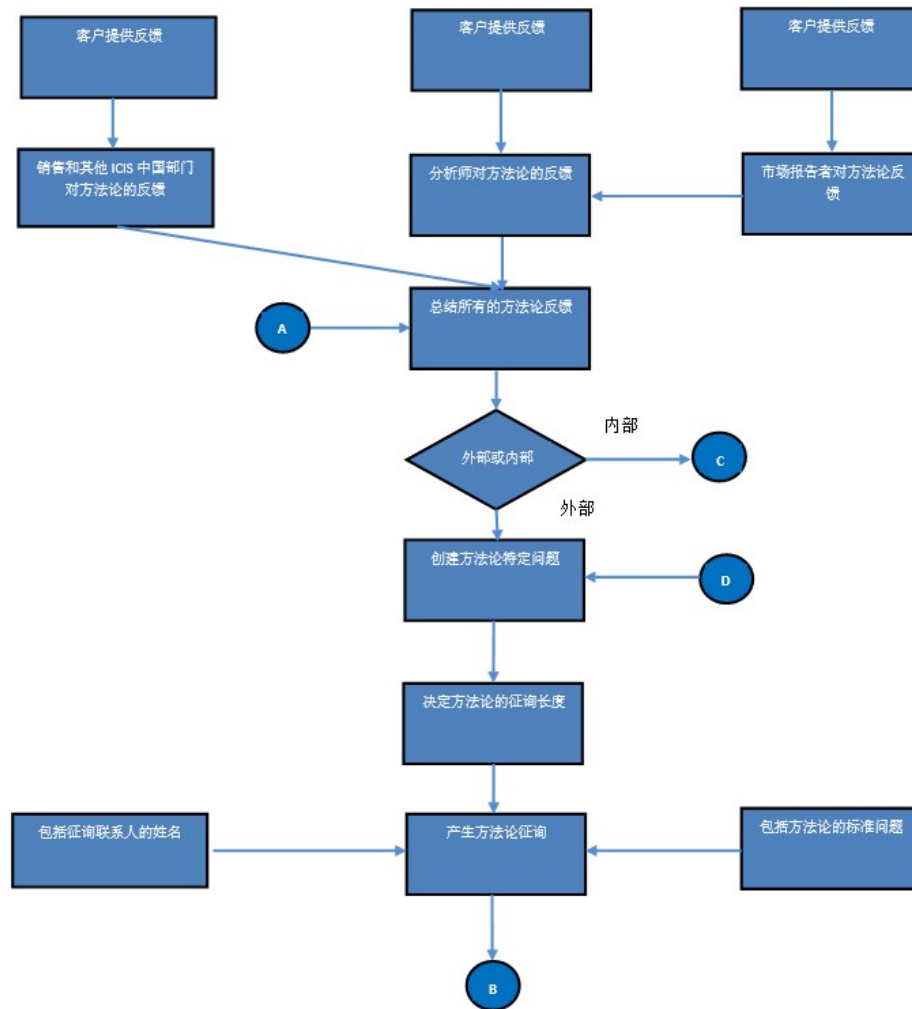 客户提供反馈
客户提供反馈
客户提供反馈
销售和其他 ICIS 中国部门
对方法论的反馈
分析师对方法论的反馈
市场报告者对方法论反
馈
总结所有的方法论反馈
A
内部
外部或内部
C
外部
创建方法论特定问题
D
决定方法论的征询长度
包括征询联系人的姓名
产生方法论征询
包括方法论的标准问题
B